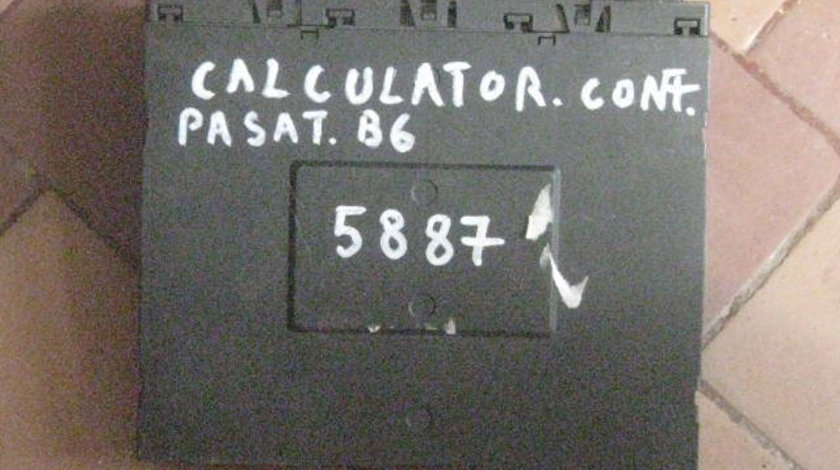 CALCULATOR. CONF.
PASAT. B6
5887